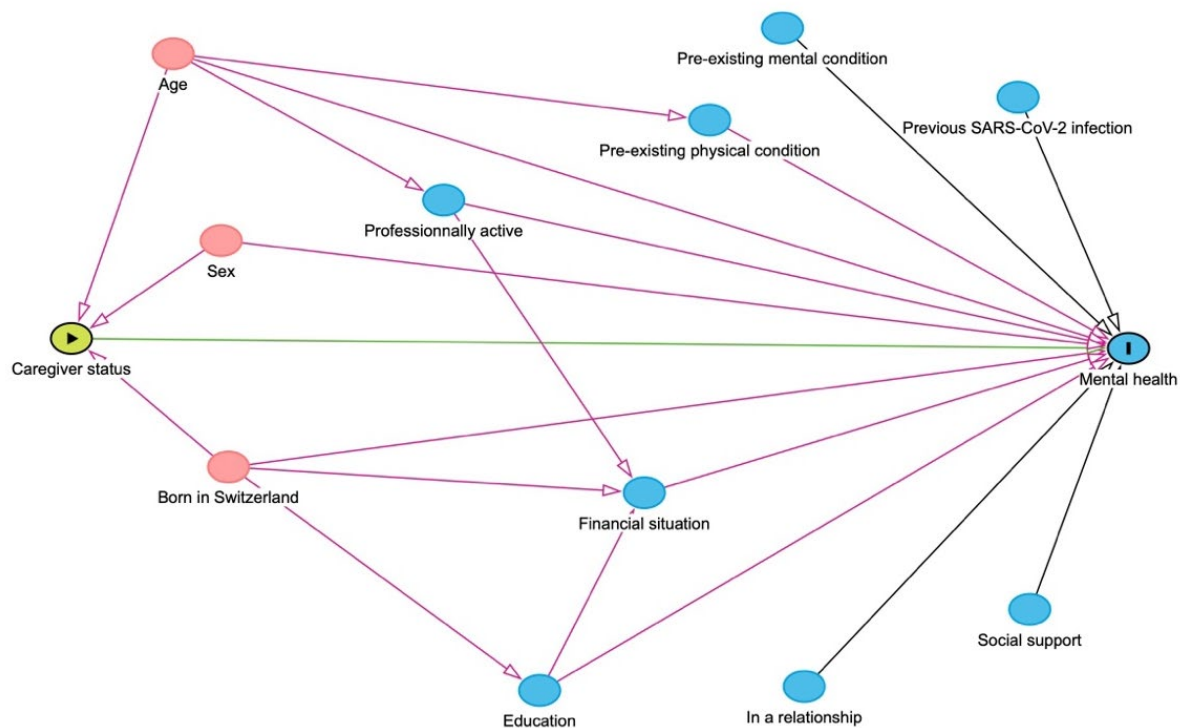 Pre-existing mental condition
Age
Previous SARS-CoV-2 infection
Pre-existing physical condition
Professionnally active
Sex
Caregiver status
Mental health
Born in Switzerland
Financial situation
Social support
In a relationship
Education